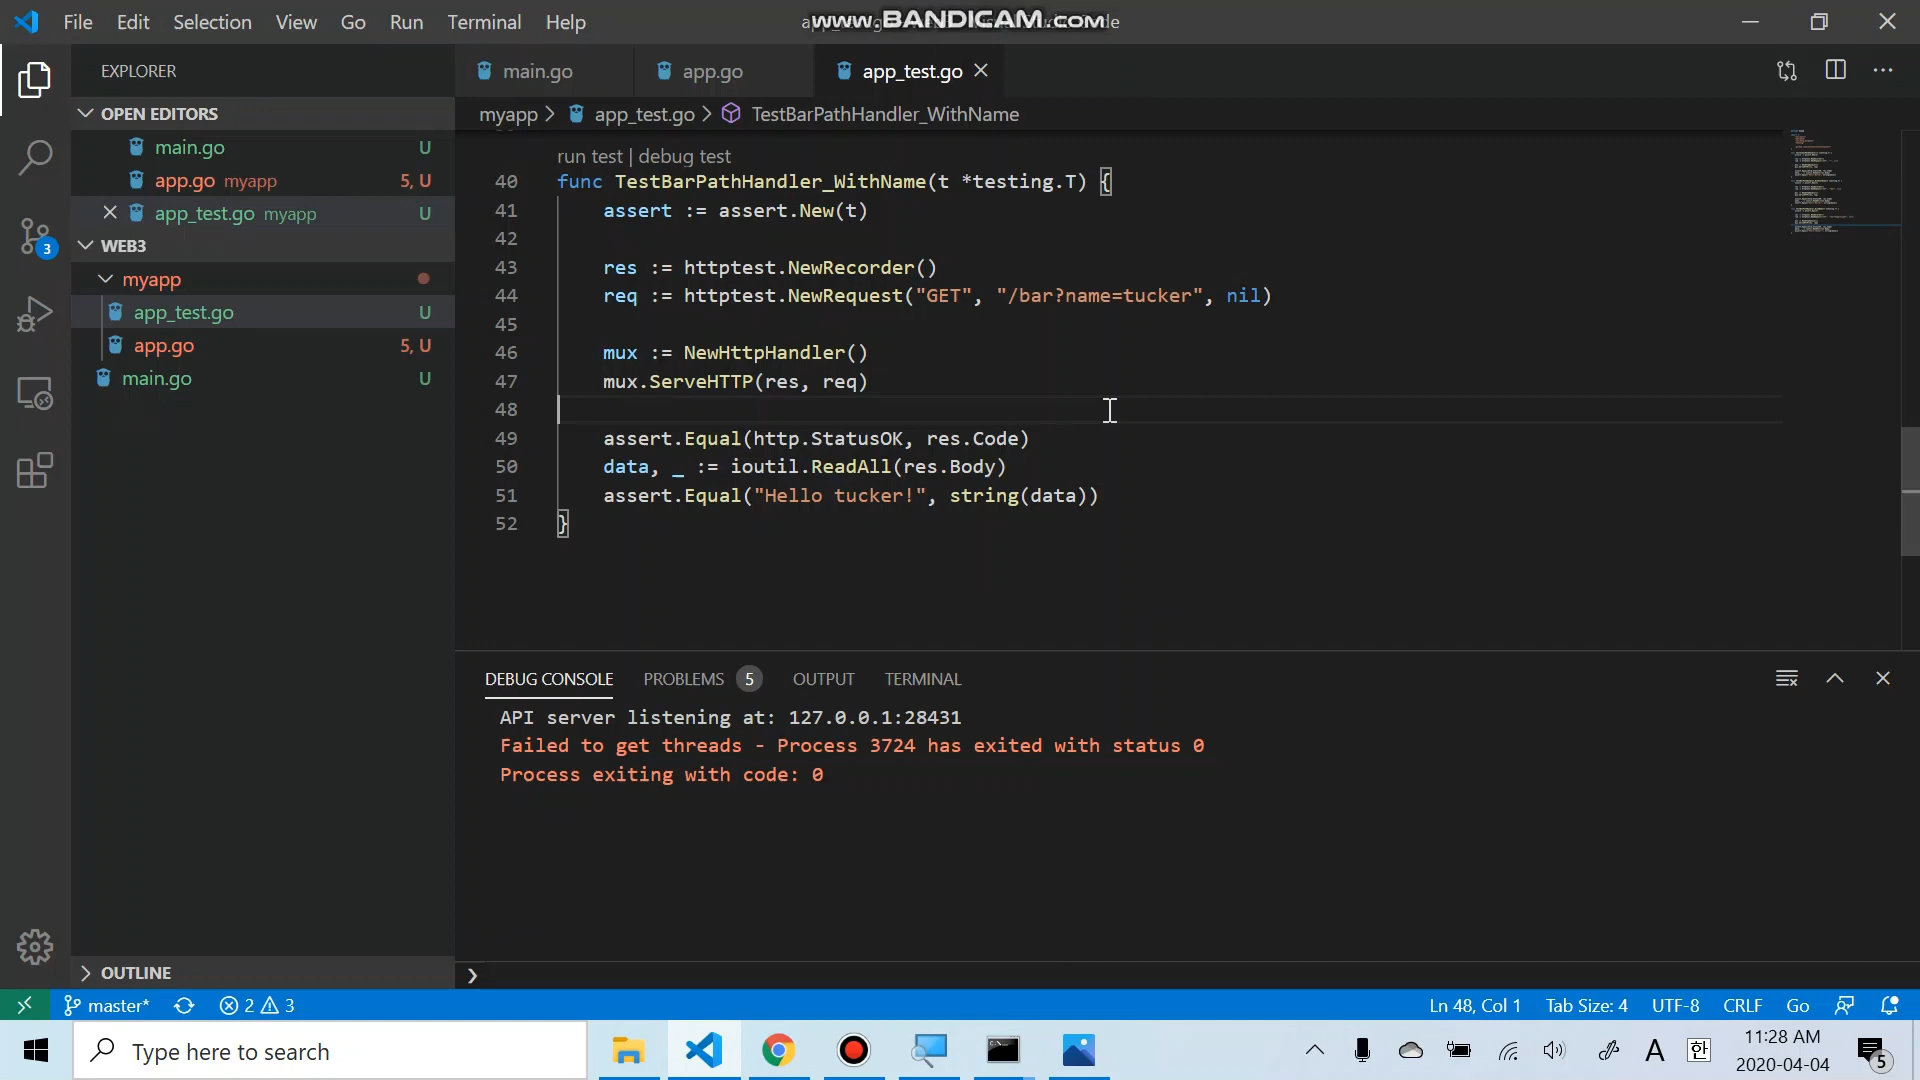 File Edit Selection View Go Run Terminal Help
www.BANDICAM.com
EXPLORER
OPEN EDITORS
main.go U
app.go myapp 5, U
app_test.go myapp U
WEB3
myapp
app_test.go U
app.go 5, U
main.go U
OUTLINE
3
main.go app.go app_test.go
myapp > app_test.go > TestBarPathHandler_WithName
run test | debug test
40 func TestBarPathHandler_WithName(t *testing.T) {
41 assert := assert.New(t)
42
43 res := httptest.NewRecorder()
44 req := httptest.NewRequest("GET", "/bar?name=tucker", nil)
45
46 mux := NewHttpHandler()
47 mux.ServeHTTP(res, req)
48
49 assert.Equal(http.StatusOK, res.Code)
50 data, _ := ioutil.ReadAll(res.Body)
51 assert.Equal("Hello tucker!", string(data))
52 }
DEBUG CONSOLE PROBLEMS 5 OUTPUT TERMINAL
API server listening at: 127.0.0.1:28431
Failed to get threads - Process 3724 has exited with status 0
Process exiting with code: 0
master* 2 3 Ln 48, Col 1 Tab Size: 4 UTF-8 CRLF Go
Type here to search
A 한 11:28 AM
2020-04-04
5